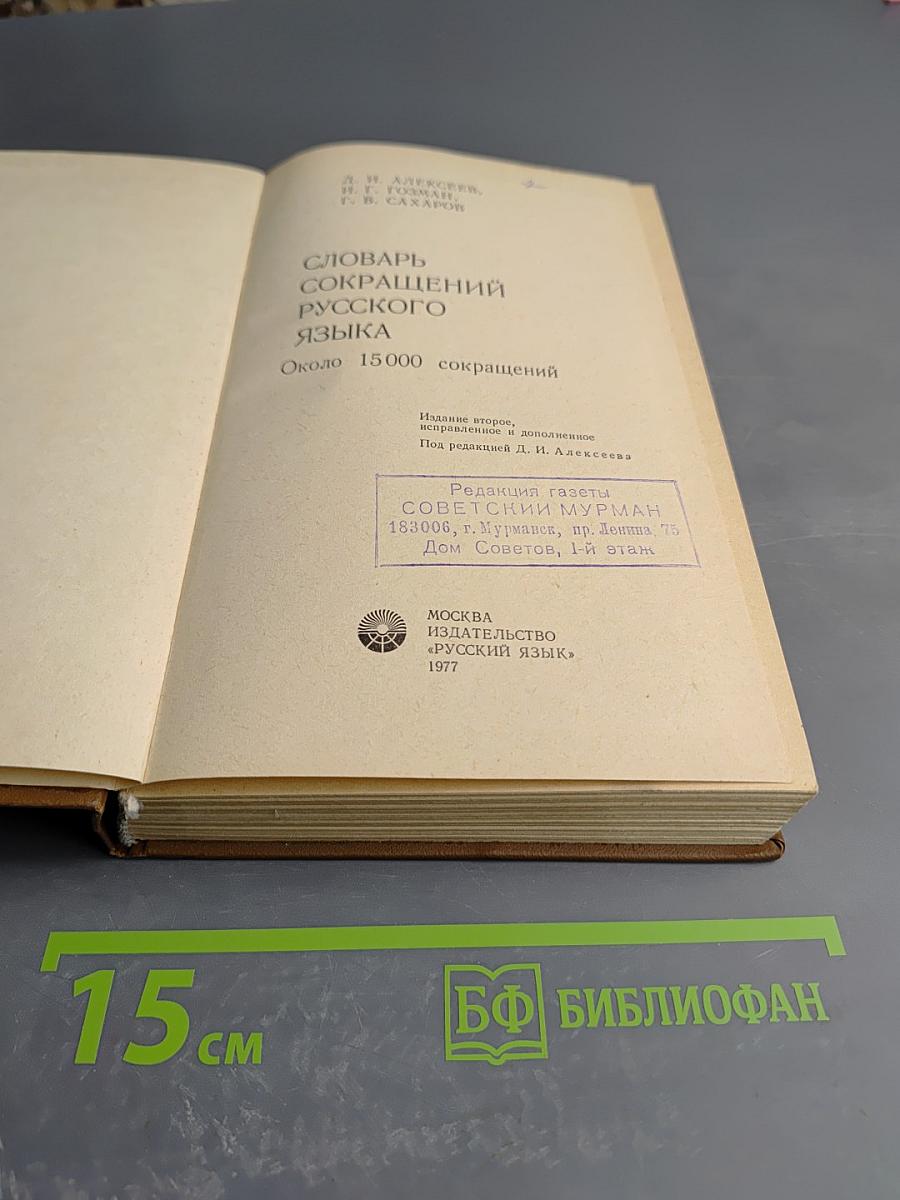 Д. И. АЛЕКСЕЕВ,
И. Г. ГОЗМАН,
Г. В. САХАРОВ
СЛОВАРЬ
СОКРАЩЕНИЙ
РУССКОГО
ЯЗЫКА
Около 15000 сокращений
Издание второе,
исправленное и дополненное
Под редакцией Д. И. Алексеева
Редакция газеты
СОВЕТСКИЙ МУРМАН
183006, г. Мурманск, пр. Ленина, 75
Дом Советов, 1-й этаж
МОСКВА
ИЗДАТЕЛЬСТВО
«РУССКИЙ ЯЗЫК»
1977
15 см
БФ БИБЛИОФАН